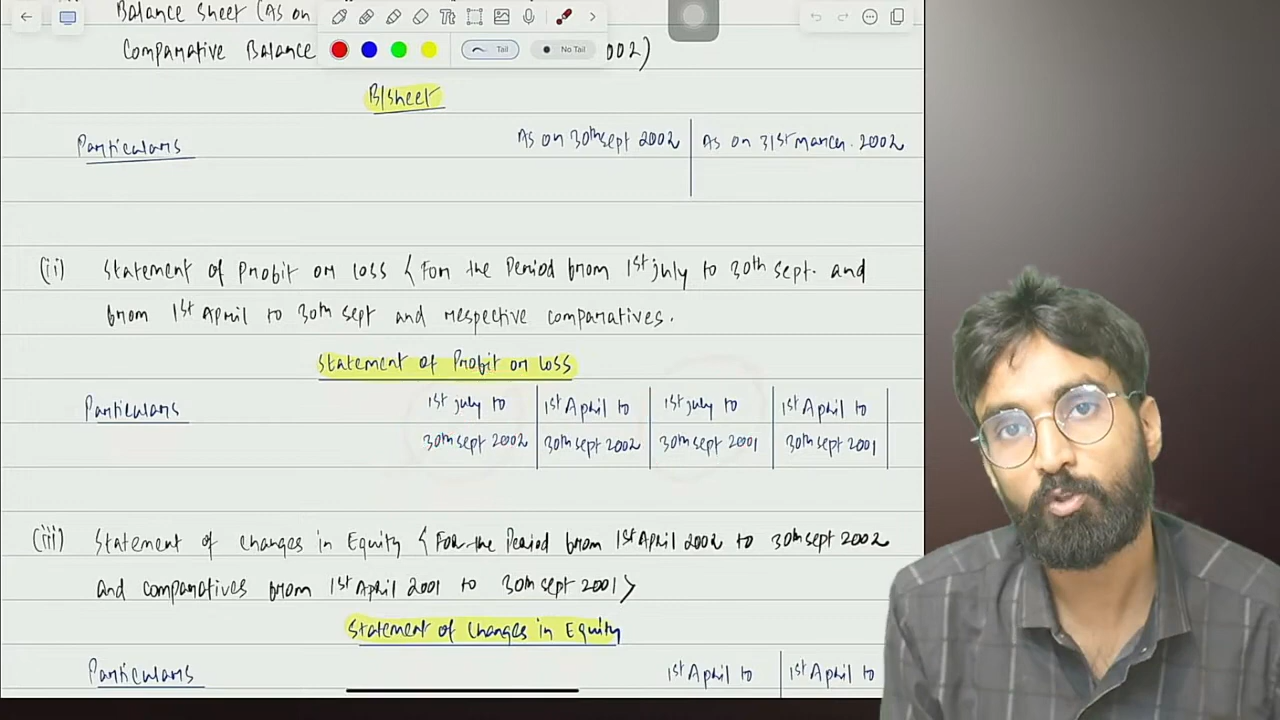 Balance Sheet (As on
Comparative Balance 002)
Tail
No Tail
B/sheet
Particulars As on 30th sept 2002 As on 31st march. 2002
(ii) Statement of Profit or loss { For the Period from 1st july to 30th sept. and
from 1st April to 30th sept and respective comparatives.
Statement of Profit or loss
Particulars 1st july to 1st April to 1st july to 1st April to
30th sept 2002 30th sept 2002 30th sept 2001 30th sept 2001
(iii) Statement of changes in Equity { For the Period from 1st April 2002 to 30th sept 2002
and comparatives from 1st April 2001 to 30th sept 2001 }
Statement of changes in Equity
Particulars 1st April to 1st April to